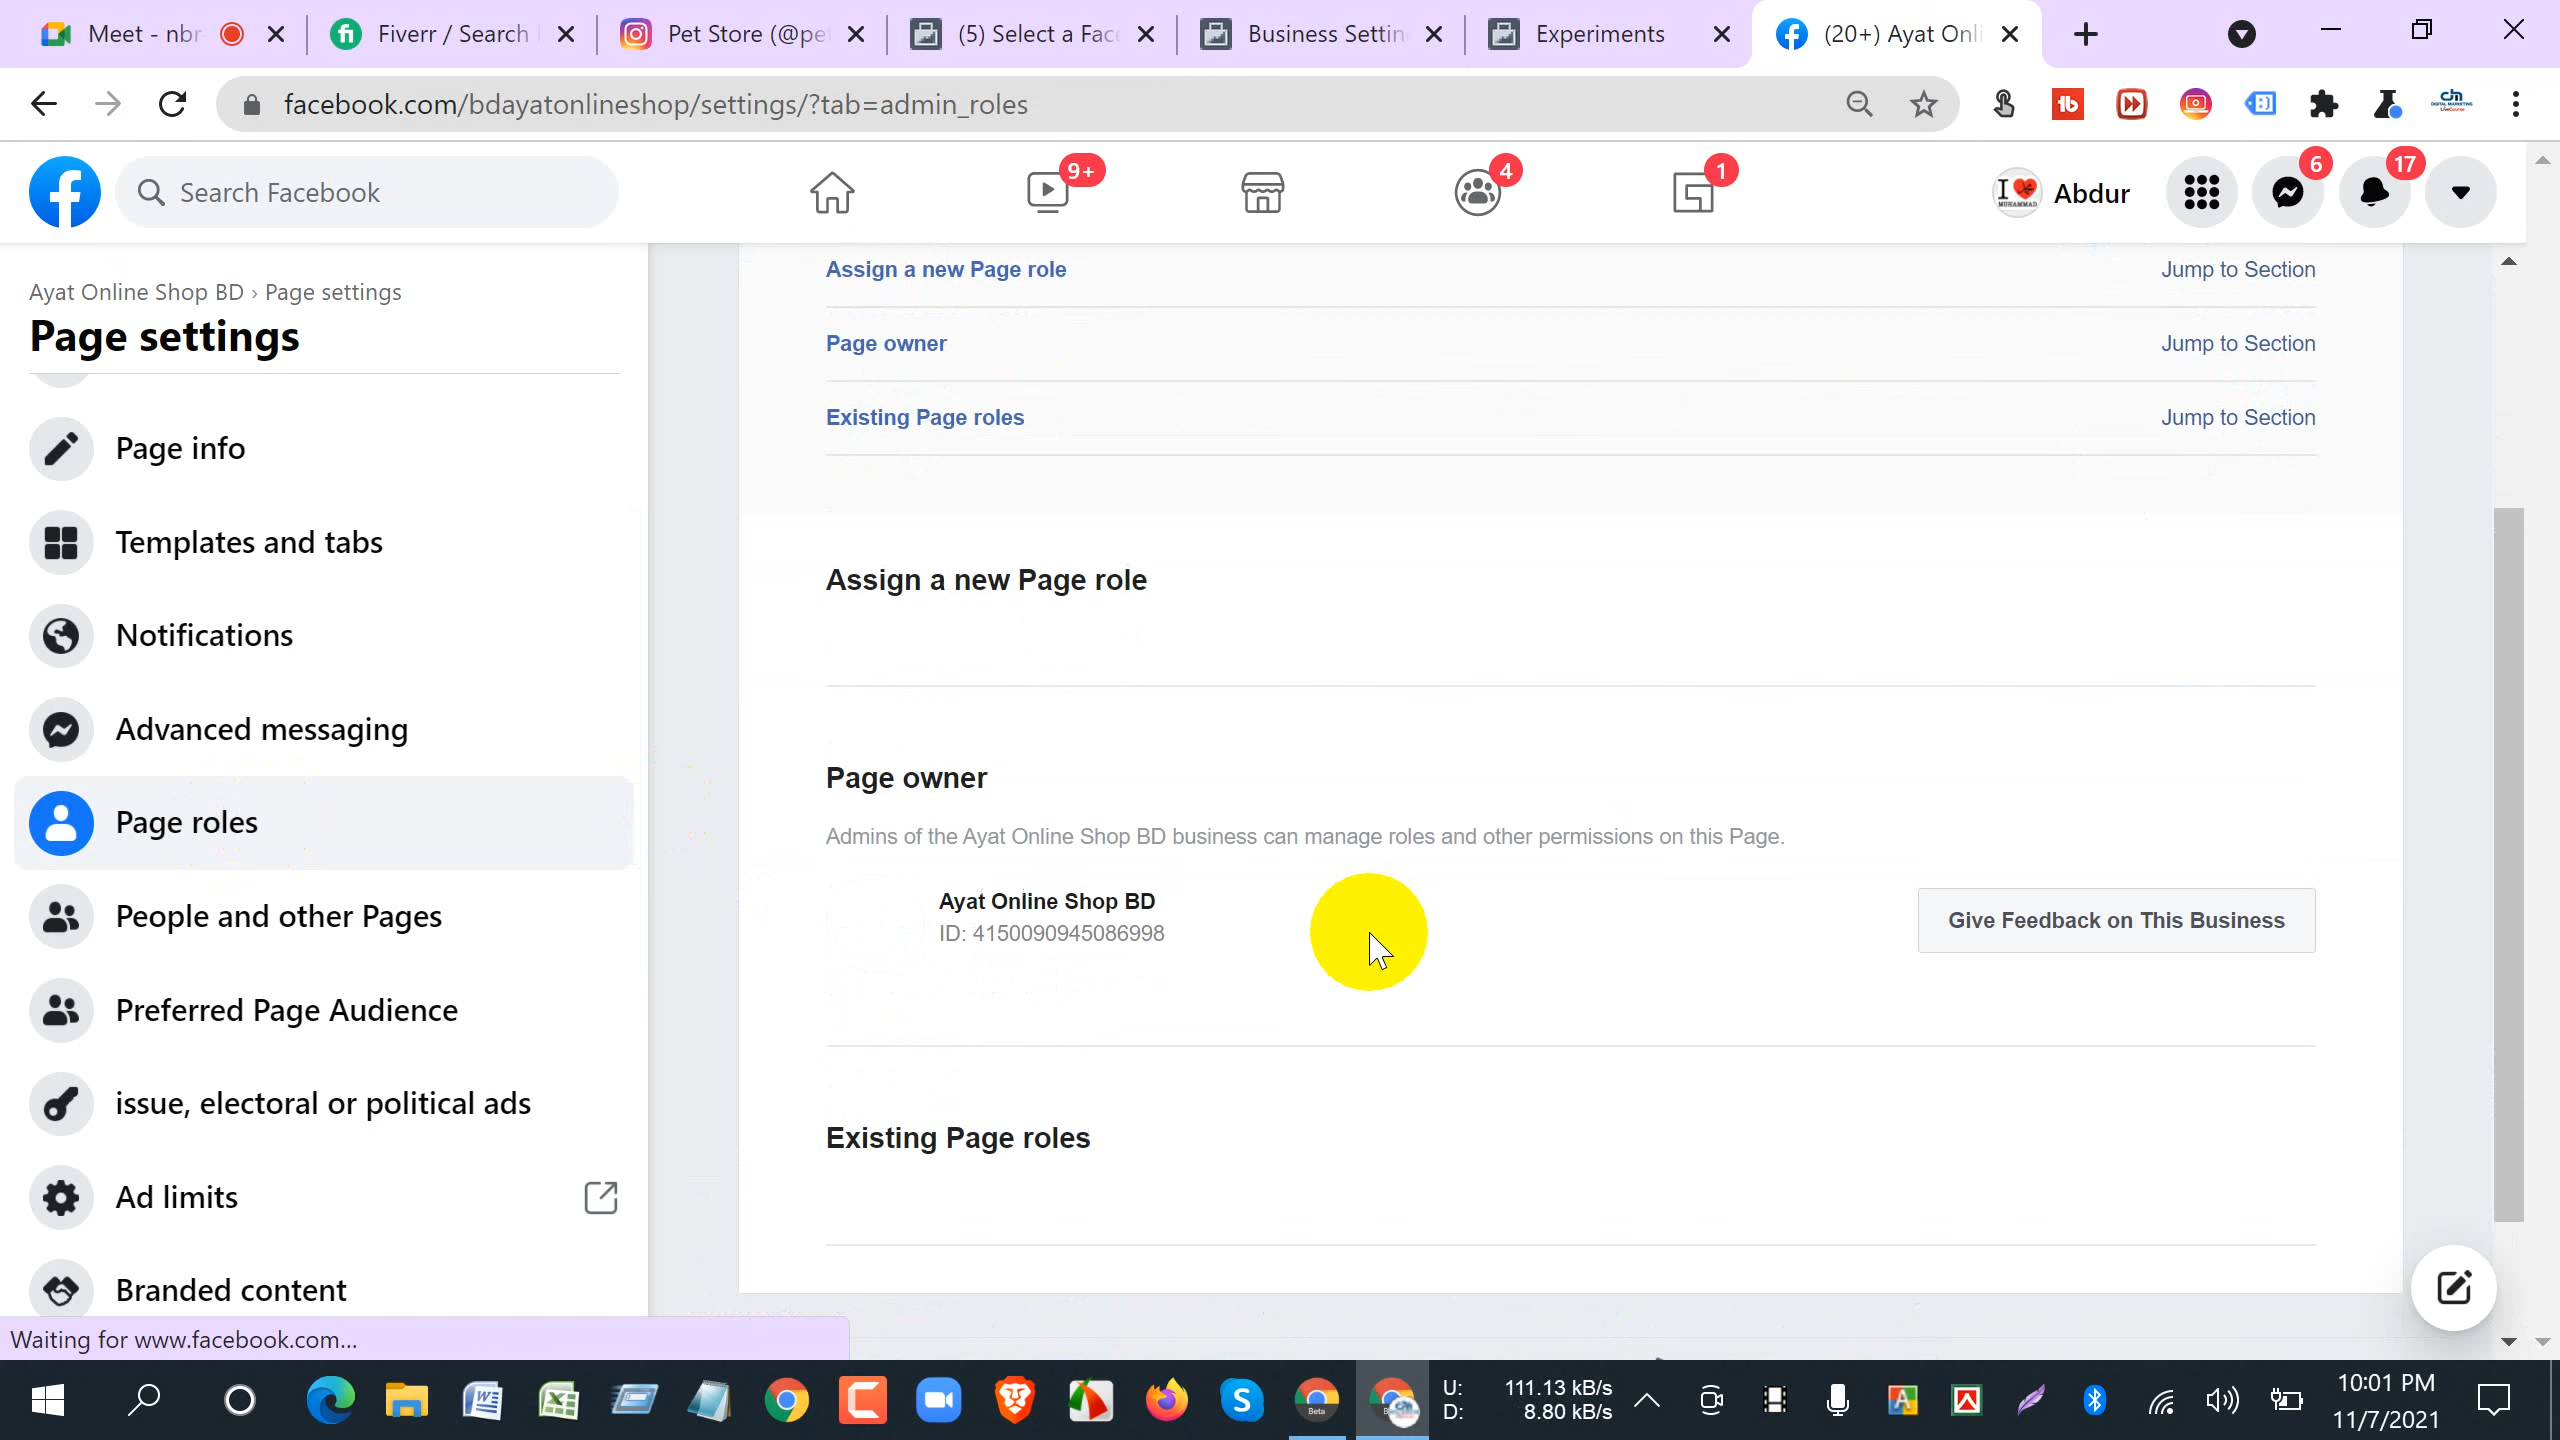 Meet - nbr
Fiverr / Search
Pet Store (@pe
(5) Select a Fac
Business Settin
Experiments
(20+) Ayat Onli
facebook.com/bdayatonlineshop/settings/?tab=admin_roles
Search Facebook
9+
4
1
Abdur
6
17
Ayat Online Shop BD › Page settings
Page settings
Page info
Templates and tabs
Notifications
Advanced messaging
Page roles
People and other Pages
Preferred Page Audience
issue, electoral or political ads
Ad limits
Branded content
Assign a new Page role Jump to Section
Page owner Jump to Section
Existing Page roles Jump to Section
Assign a new Page role
Page owner
Admins of the Ayat Online Shop BD business can manage roles and other permissions on this Page.
Ayat Online Shop BD
ID: 4150090945086998
Give Feedback on This Business
Existing Page roles
Waiting for www.facebook.com...
U: 111.13 kB/s
D: 8.80 kB/s
10:01 PM
11/7/2021